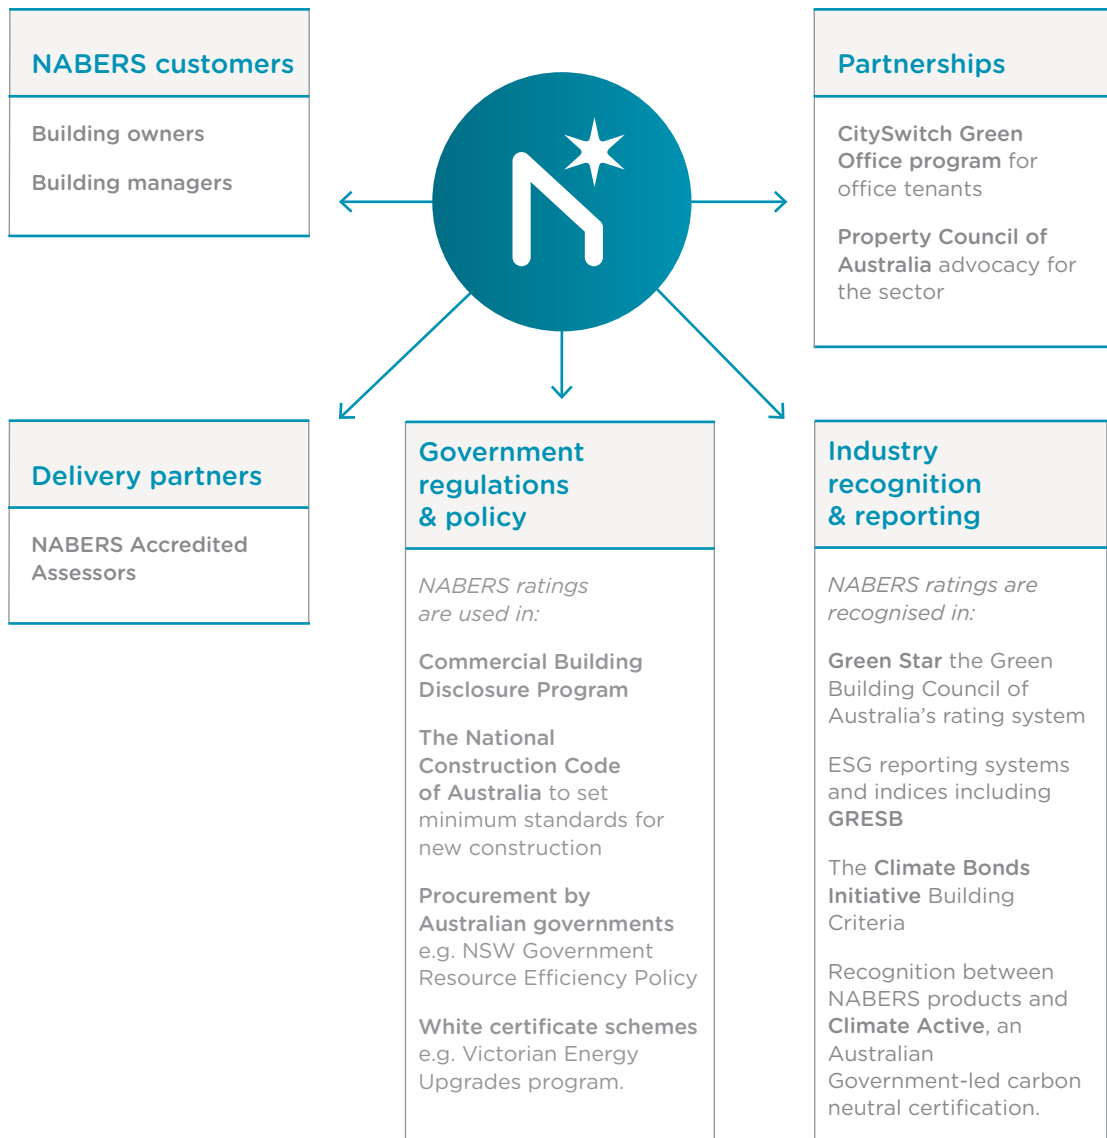 NABERS customers
Building owners
Building managers
Partnerships
CitySwitch Green
Office program for
office tenants
Property Council of
Australia advocacy for
the sector
Delivery partners
NABERS Accredited
Assessors
Government
regulations
& policy
NABERS ratings
are used in:
Commercial Building
Disclosure Program
The National
Construction Code
of Australia to set
minimum standards for
new construction
Procurement by
Australian governments
e.g. NSW Government
Resource Efficiency Policy
White certificate schemes
e.g. Victorian Energy
Upgrades program.
Industry
recognition
& reporting
NABERS ratings are
recognised in:
Green Star the Green
Building Council of
Australia’s rating system
ESG reporting systems
and indices including
GRESB
The Climate Bonds
Initiative Building
Criteria
Recognition between
NABERS products and
Climate Active, an
Australian
Government-led carbon
neutral certification.